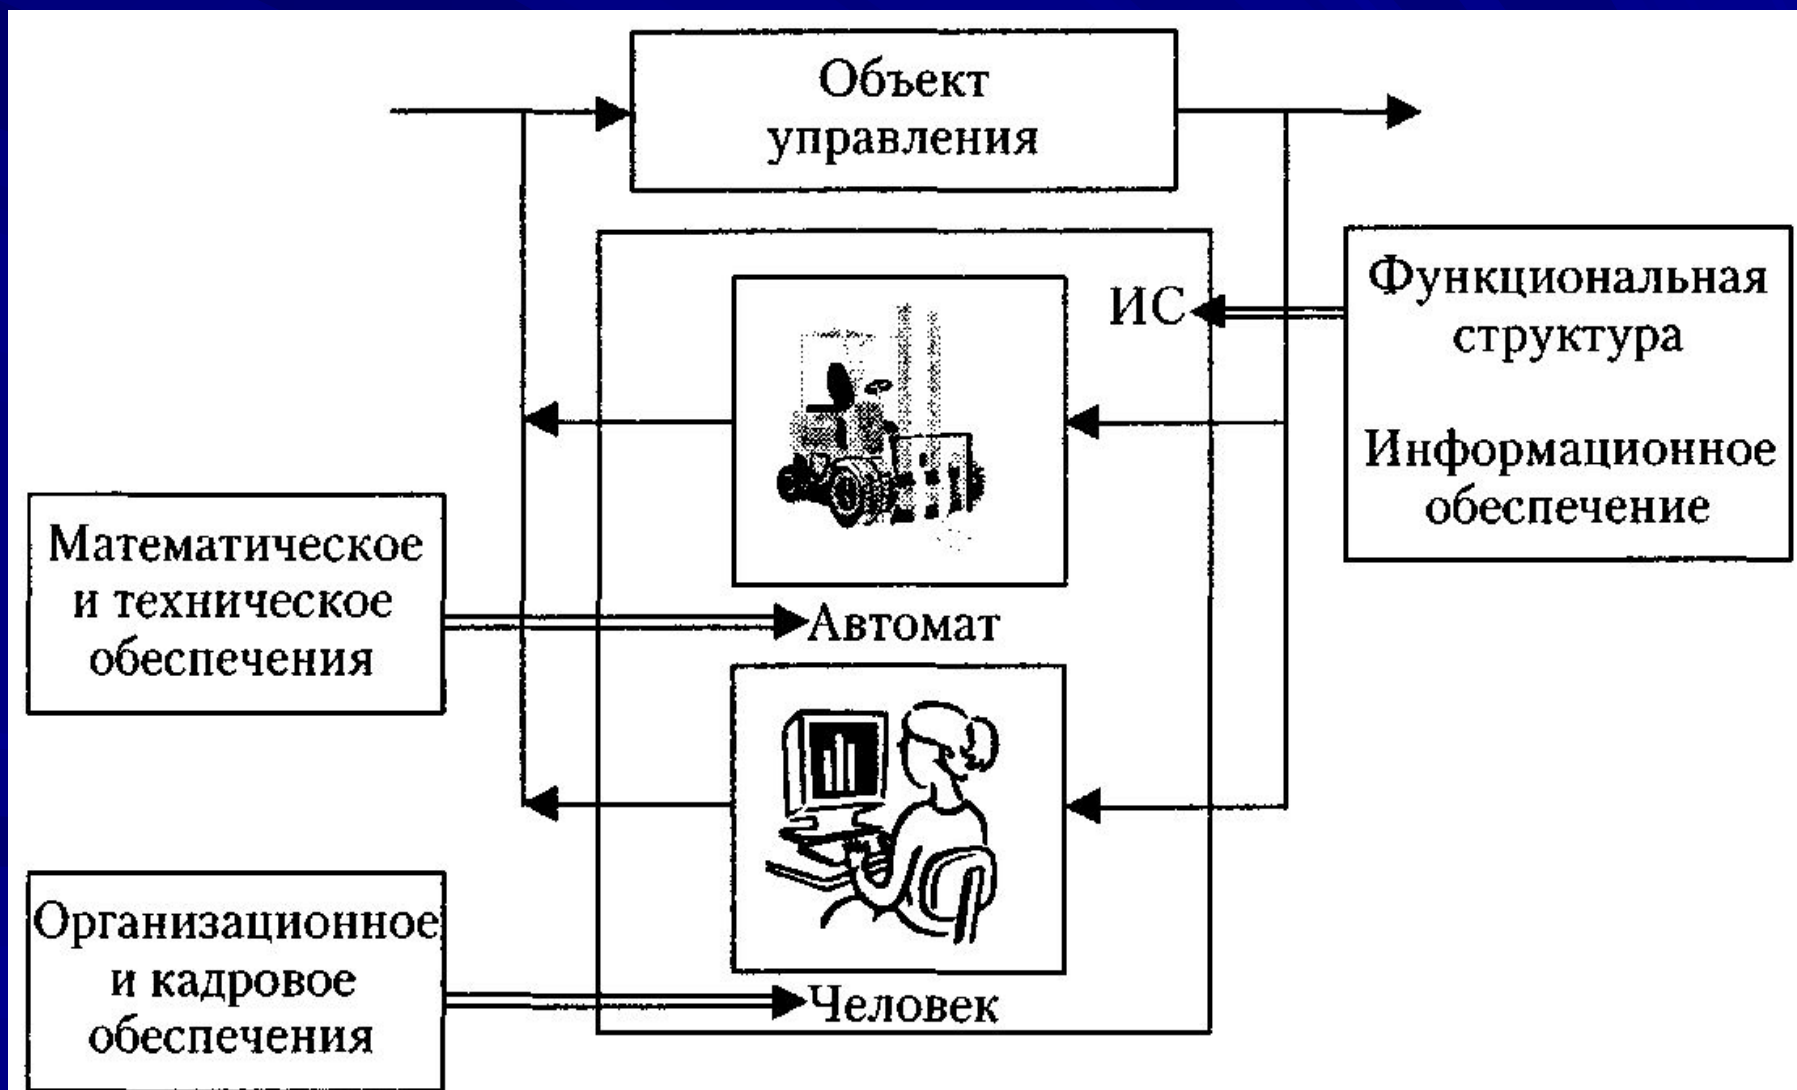 Объект
управления
ИС
Функциональная
структура
Информационное
обеспечение
Математическое
и техническое
обеспечения
Автомат
Организационное
и кадровое
обеспечения
Человек